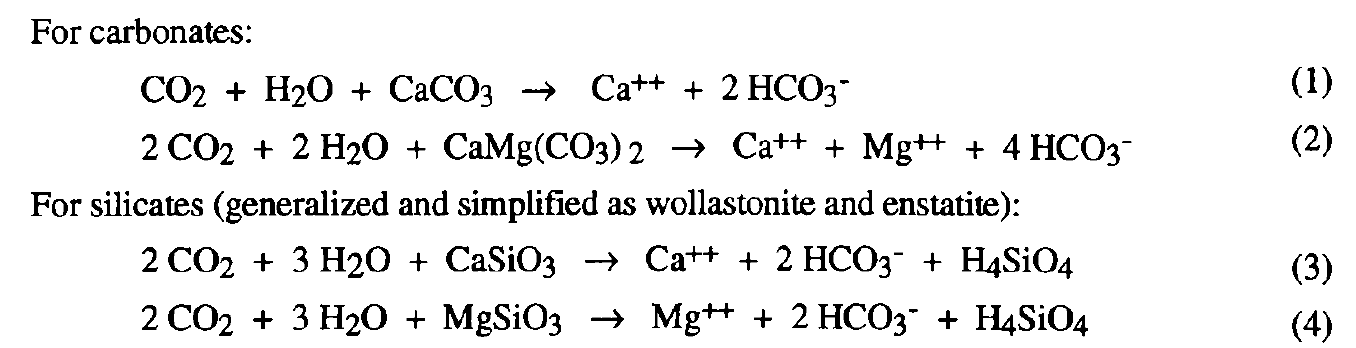 For carbonates:
CO₂ + H₂O + CaCO₃ → Ca⁺⁺ + 2 HCO₃⁻ (1)
2 CO₂ + 2 H₂O + CaMg(CO₃)₂ → Ca⁺⁺ + Mg⁺⁺ + 4 HCO₃⁻ (2)
For silicates (generalized and simplified as wollastonite and enstatite):
2 CO₂ + 3 H₂O + CaSiO₃ → Ca⁺⁺ + 2 HCO₃⁻ + H₄SiO₄ (3)
2 CO₂ + 3 H₂O + MgSiO₃ → Mg⁺⁺ + 2 HCO₃⁻ + H₄SiO₄ (4)